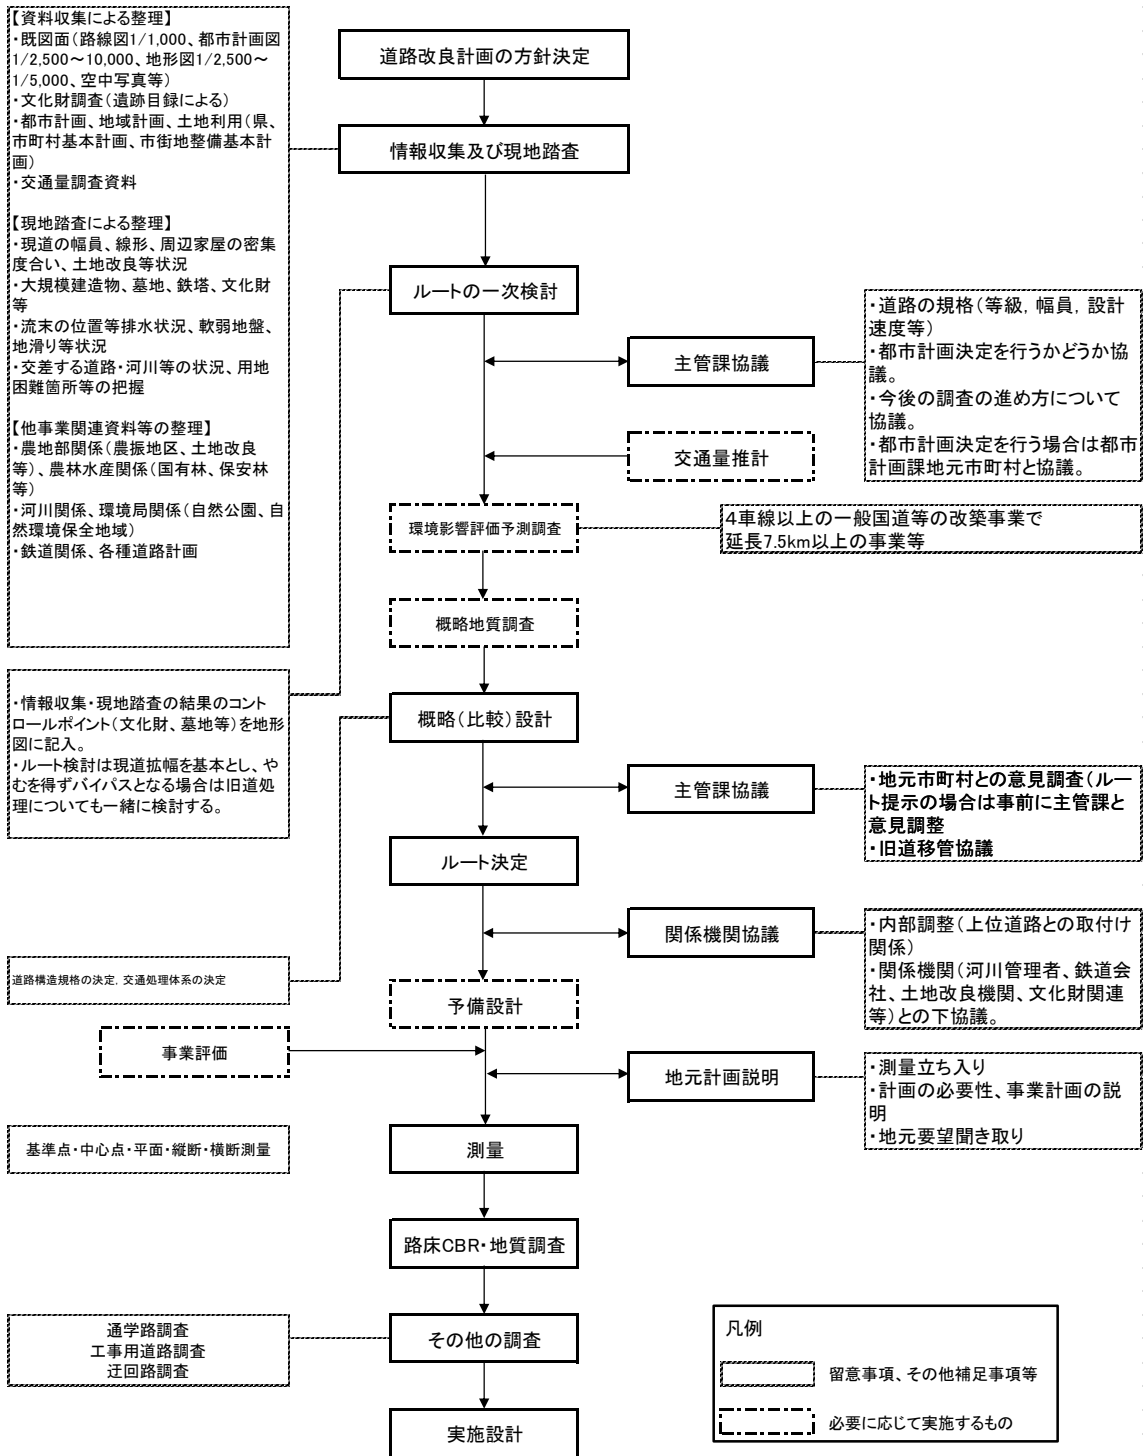 【資料収集による整理】
・既図面（路線図1/1,000、都市計画図
1/2,500～10,000、地形図1/2,500～
1/5,000、空中写真等）
・文化財調査（遺跡目録による）
・都市計画、地域計画、土地利用（県、
市町村基本計画、市街地整備基本計
画）
・交通量調査資料
【現地踏査による整理】
・現道の幅員、線形、周辺家屋の密集
度合い、土地改良等状況
・大規模建造物、墓地、鉄塔、文化財
等
・流末の位置等排水状況、軟弱地盤、
地滑り等状況
・交差する道路・河川等の状況、用地
困難箇所等の把握
【他事業関連資料等の整理】
・農地部関係（農振地区、土地改良
等）、農林水産関係（国有林、保安林
等）
・河川関係、環境局関係（自然公園、自
然環境保全地域）
・鉄道関係、各種道路計画
道路改良計画の方針決定
情報収集及び現地踏査
ルートの一次検討
主管課協議
・道路の規格（等級，幅員，設計
速度等）
・都市計画決定を行うかどうか協
議。
・今後の調査の進め方について
協議。
・都市計画決定を行う場合は都市
計画課地元市町村と協議。
交通量推計
環境影響評価予測調査
４車線以上の一般国道等の改築事業で
延長7.5km以上の事業等
概略地質調査
・情報収集・現地踏査の結果のコント
ロールポイント（文化財、墓地等）を地形
図に記入。
・ルート検討は現道拡幅を基本とし、や
むを得ずバイパスとなる場合は旧道処
理についても一緒に検討する。
概略（比較）設計
主管課協議
・地元市町村との意見調査（ルー
ト提示の場合は事前に主管課と
意見調整
・旧道移管協議
ルート決定
関係機関協議
・内部調整（上位道路との取付け
関係）
・関係機関（河川管理者、鉄道会
社、土地改良機関、文化財関連
等）との下協議。
道路構造規格の決定，交通処理体系の決定
予備設計
事業評価
地元計画説明
・測量立ち入り
・計画の必要性、事業計画の説
明
・地元要望聞き取り
基準点・中心点・平面・縦断・横断測量
測量
路床CBR・地質調査
通学路調査
工事用道路調査
迂回路調査
その他の調査
実施設計
凡例
留意事項、その他補足事項等
必要に応じて実施するもの